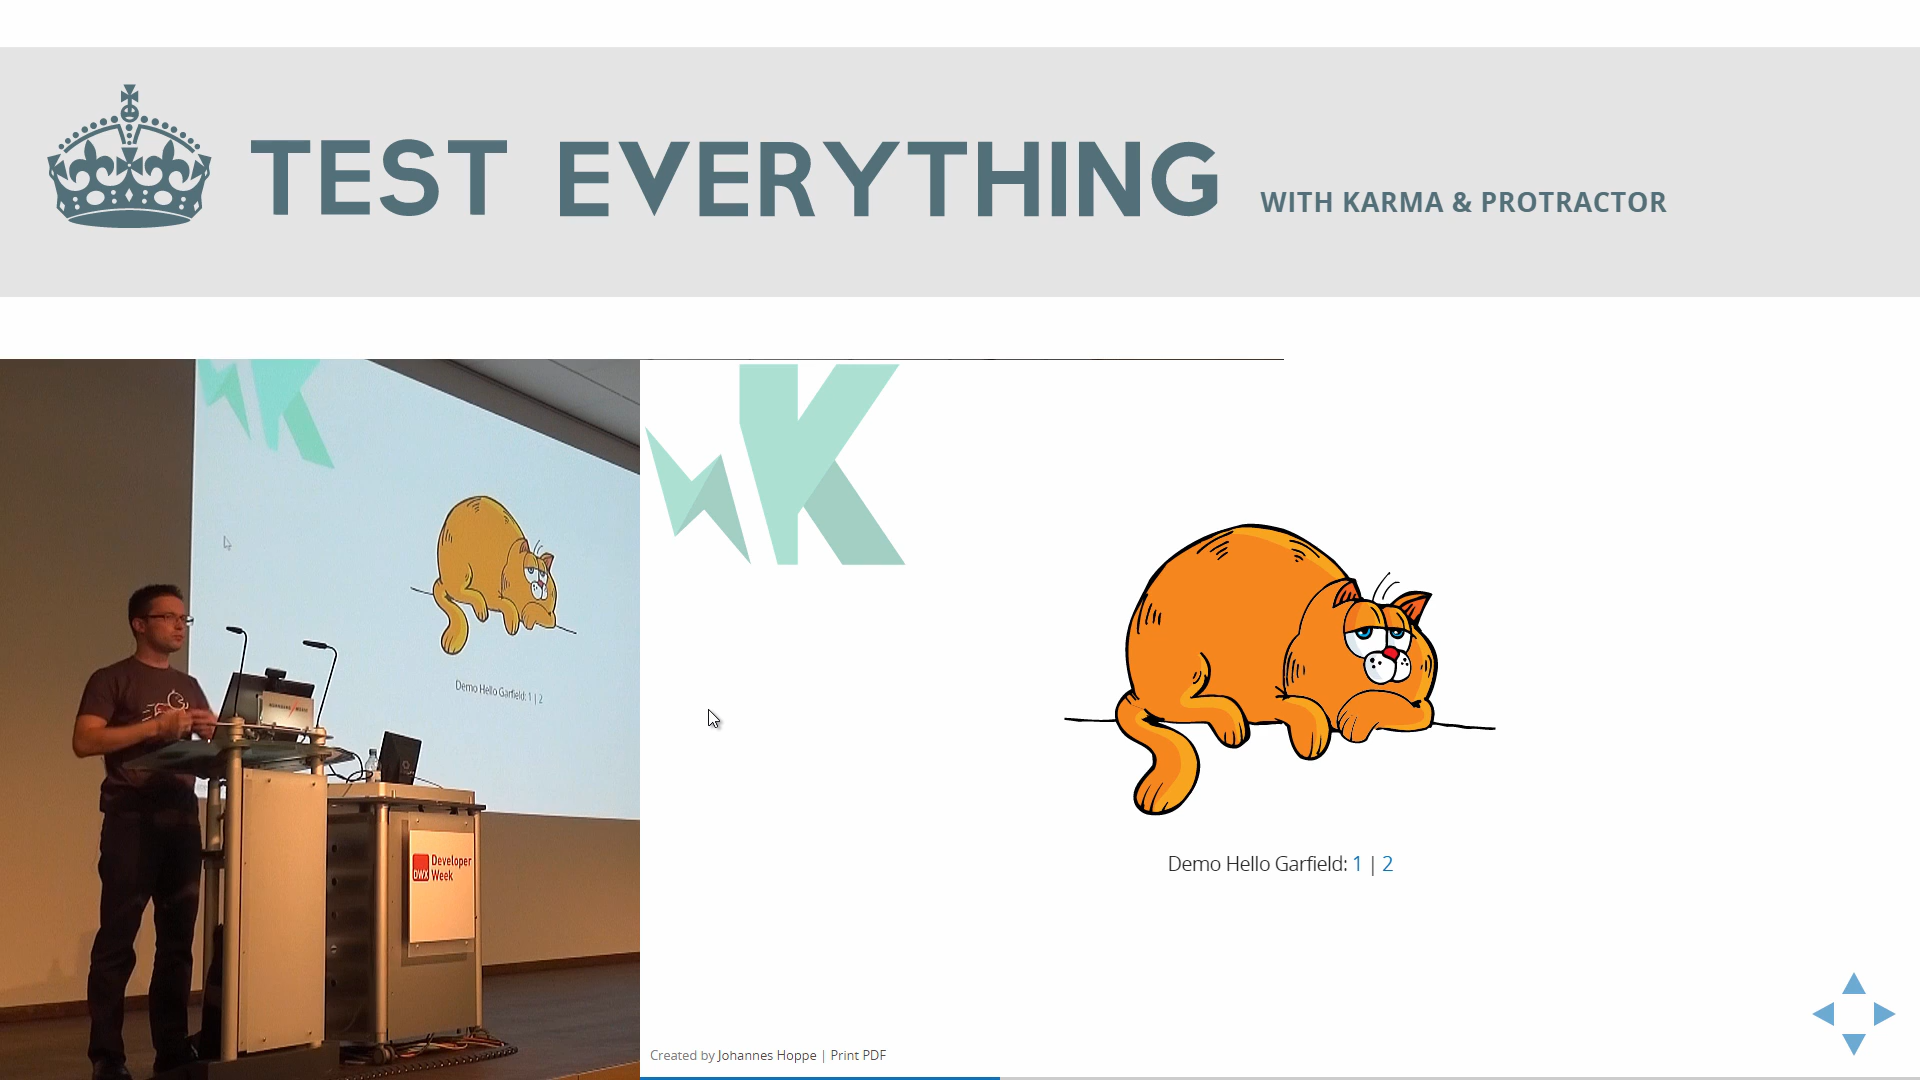 TEST EVERYTHING WITH KARMA & PROTRACTOR
K
K
Demo Hello Garfield: 1 | 2
DWX Developer
Week
Demo Hello Garfield: 1 | 2
Created by Johannes Hoppe | Print PDF